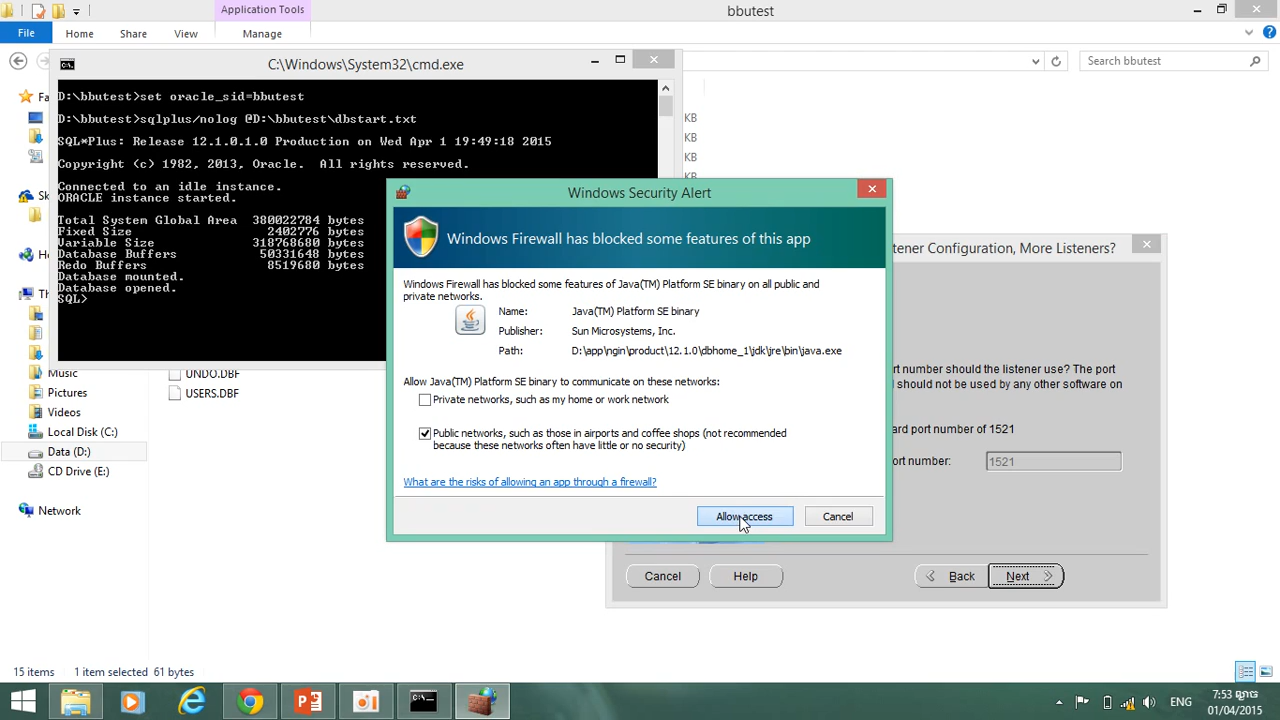 Application Tools
bbutest
File
Home
Share
View
Manage
Search bbutest
C:\Windows\System32\cmd.exe
D:\bbutest>set oracle_sid=bbutest
D:\bbutest>sqlplus/nolog @D:\bbutest\dbstart.txt
SQL*Plus: Release 12.1.0.1.0 Production on Wed Apr 1 19:49:18 2015
Copyright (c) 1982, 2013, Oracle.  All rights reserved.
Connected to an idle instance.
ORACLE instance started.
Total System Global Area  380022784 bytes
Fixed Size                  2402776 bytes
Variable Size             318768680 bytes
Database Buffers           50331648 bytes
Redo Buffers                8519680 bytes
Database mounted.
Database opened.
SQL>
Fa
Sk
Ho
Th
KB
KB
KB
KB
Music
Pictures
Videos
Local Disk (C:)
Data (D:)
CD Drive (E:)
Network
UNDO.DBF
USERS.DBF
Windows Security Alert
Windows Firewall has blocked some features of this app
Windows Firewall has blocked some features of Java(TM) Platform SE binary on all public and
private networks.
Name: Java(TM) Platform SE binary
Publisher: Sun Microsystems, Inc.
Path: D:\app\ngin\product\12.1.0\dbhome_1\jdk\jre\bin\java.exe
Allow Java(TM) Platform SE binary to communicate on these networks:
Private networks, such as my home or work network
Public networks, such as those in airports and coffee shops (not recommended
because these networks often have little or no security)
What are the risks of allowing an app through a firewall?
Allow access
Cancel
tener Configuration, More Listeners?
rt number should the listener use? The port
should not be used by any other software on
ard port number of 1521
ort number: 1521
Cancel
Help
Back
Next
15 items
1 item selected 61 bytes
ENG
7:53
01/04/2015